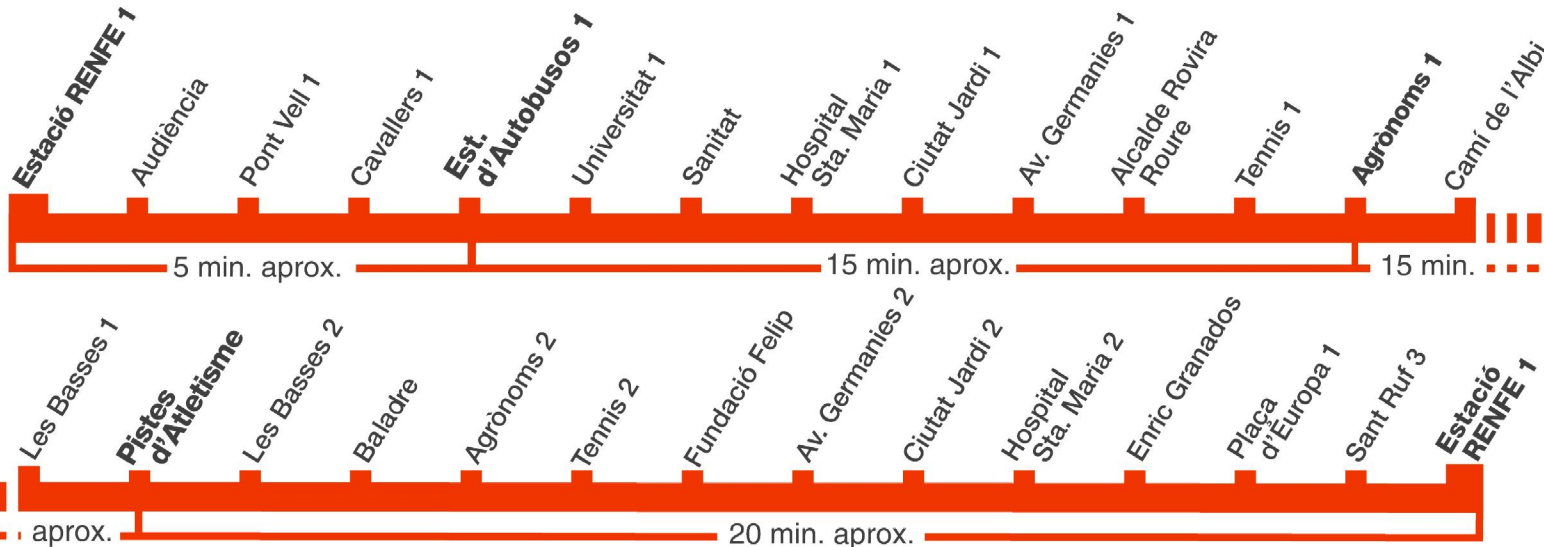 Estació RENFE 1
Audiència
Pont Vell 1
Cavallers 1
Est.
d'Autobusos 1
Universitat 1
Sanitat
Hospital
Sta. Maria 1
Ciutat Jardi 1
Av. Germanies 1
Alcalde Rovira
Roure
Tennis 1
Agrònoms 1
Camí de l'Albi
5 min. aprox.
15 min. aprox.
15 min.
Les Basses 1
Pistes
d'Atletisme
Les Basses 2
Baladre
Agrònoms 2
Tennis 2
Fundació Felip
Av. Germanies 2
Ciutat Jardi 2
Hospital
Sta. Maria 2
Enric Granados
Plaça
d'Europa 1
Sant Ruf 3
Estació
RENFE 1
aprox.
20 min. aprox.